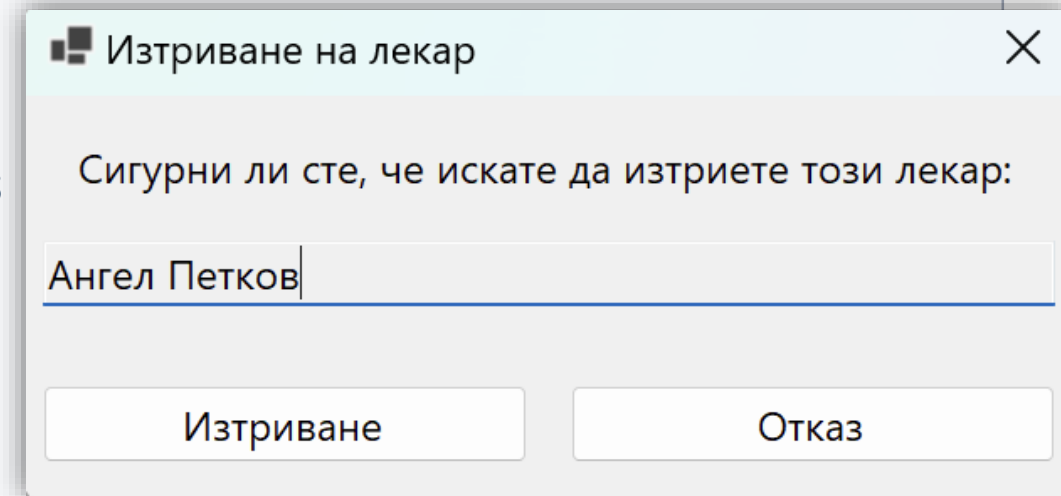 Изтриване на лекар
Сигурни ли сте, че искате да изтриете този лекар:
Ангел Петков
Изтриване
Отказ